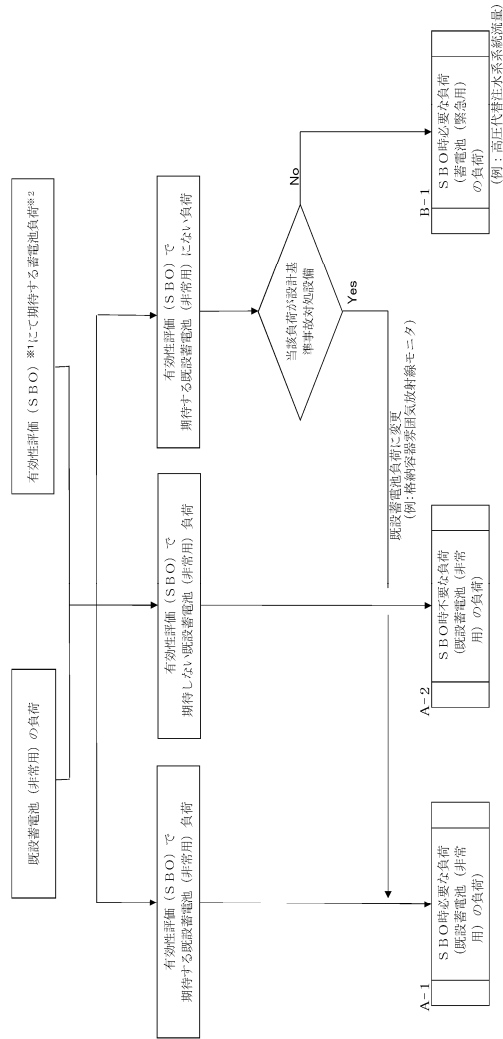 既設蓄電池（非常用）の負荷
有効性評価（ＳＢＯ）※１にて期待する蓄電池負荷※２
有効性評価（ＳＢＯ）で
期待する既設蓄電池（非常用）負荷
有効性評価（ＳＢＯ）で
期待しない既設蓄電池（非常用）負荷
有効性評価（ＳＢＯ）で
期待する既設蓄電池（非常用）にない負荷
当該負荷が設計基
準事故対処設備
No
Yes
既設蓄電池負荷に変更
（例：格納容器雰囲気放射線モニタ）
Ａ-１
ＳＢＯ時必要な負荷
（既設蓄電池（非常
用）の負荷）
Ａ-２
ＳＢＯ時不要な負荷
（既設蓄電池（非常
用）の負荷）
Ｂ-１
ＳＢＯ時必要な負荷
（蓄電池（緊急用）
の負荷）
（例：高圧代替注水系系統流量）